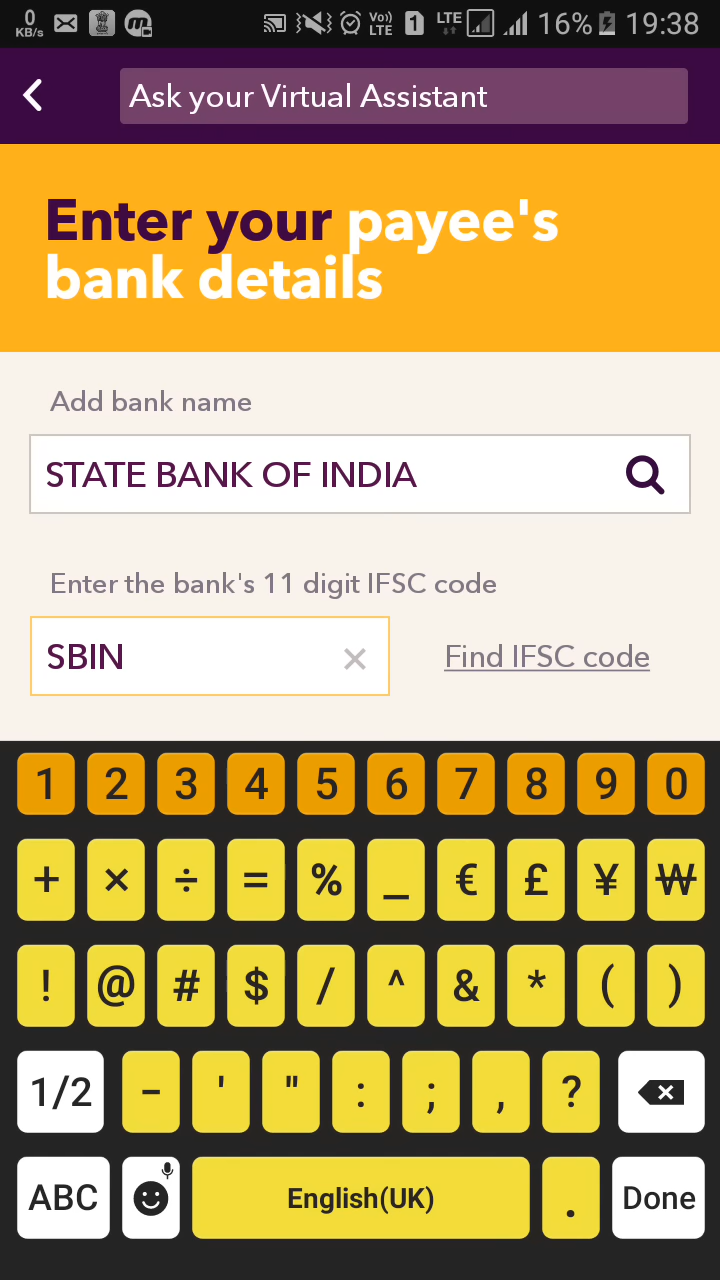 0 KB/s Vo)) LTE 1 LTE 16% 19:38
Ask your Virtual Assistant
Enter your payee's
bank details
Add bank name
STATE BANK OF INDIA
Enter the bank's 11 digit IFSC code
SBIN × Find IFSC code
1 2 3 4 5 6 7 8 9 0
+ × ÷ = % _ € £ ¥ ₩
! @ # $ / ^ & * ( )
1/2 - ' " : ; , ?
ABC English(UK) . Done